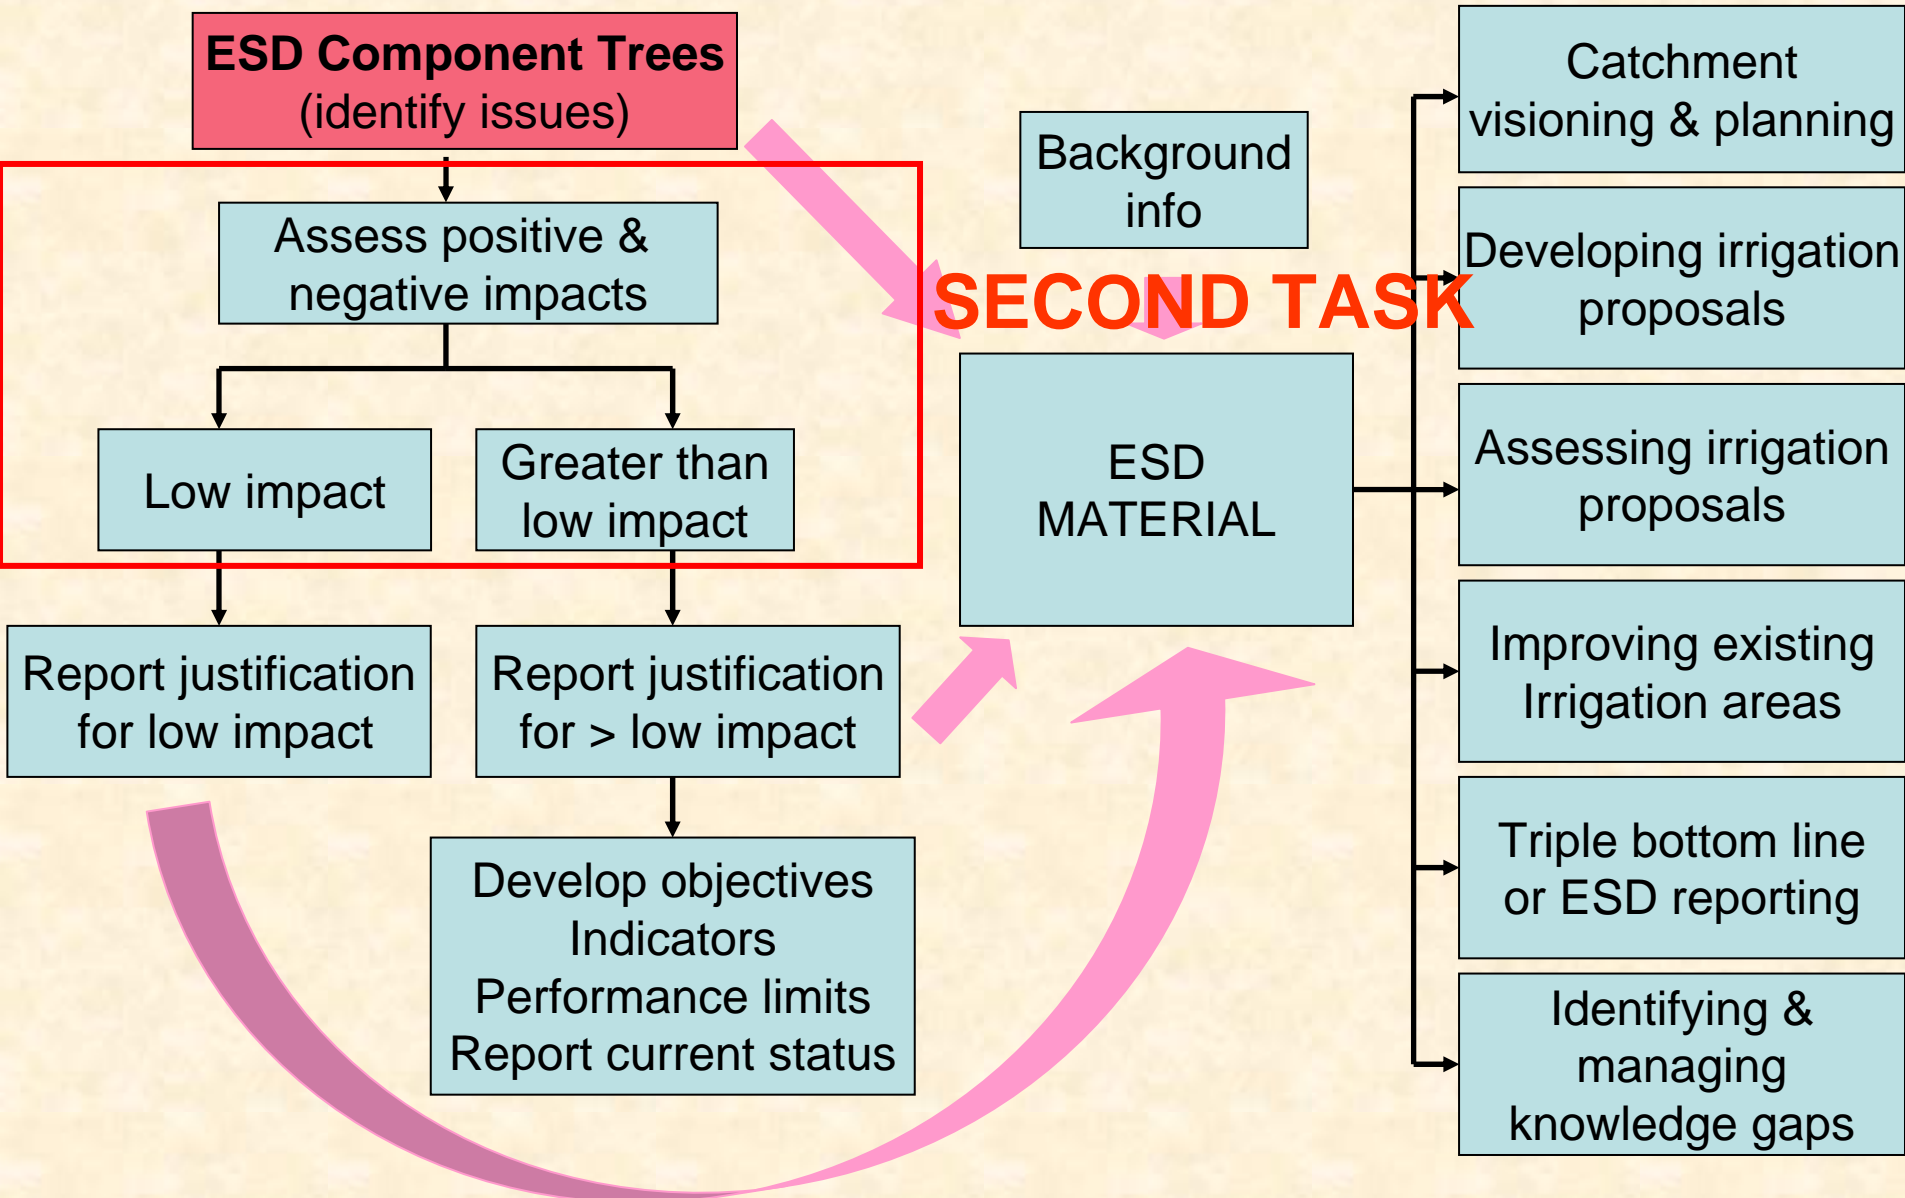 ESD Component Trees
(identify issues)
Assess positive &
negative impacts
Low impact
Greater than
low impact
Report justification
for low impact
Report justification
for > low impact
Develop objectives
Indicators
Performance limits
Report current status
Background
info
SECOND TASK
ESD
MATERIAL
Catchment
visioning & planning
Developing irrigation
proposals
Assessing irrigation
proposals
Improving existing
Irrigation areas
Triple bottom line
or ESD reporting
Identifying &
managing
knowledge gaps